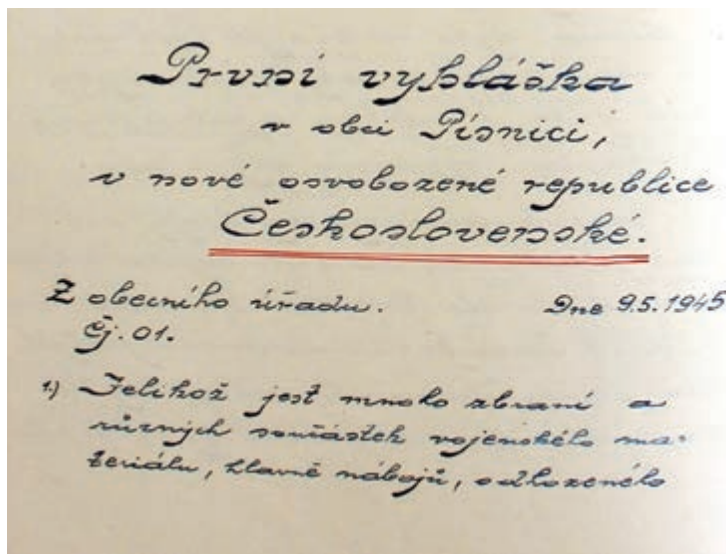 První vyhláška
v obci Písnici,
v nové osvobozené republice
Československé.
Z obecního úřadu. Dne 9.5.1945
Čj. 01.
1.) Jelikož jest mnoho zbraní a
různých součástek vojenského ma-
teriálu, hlavně nábojů, odhozeného